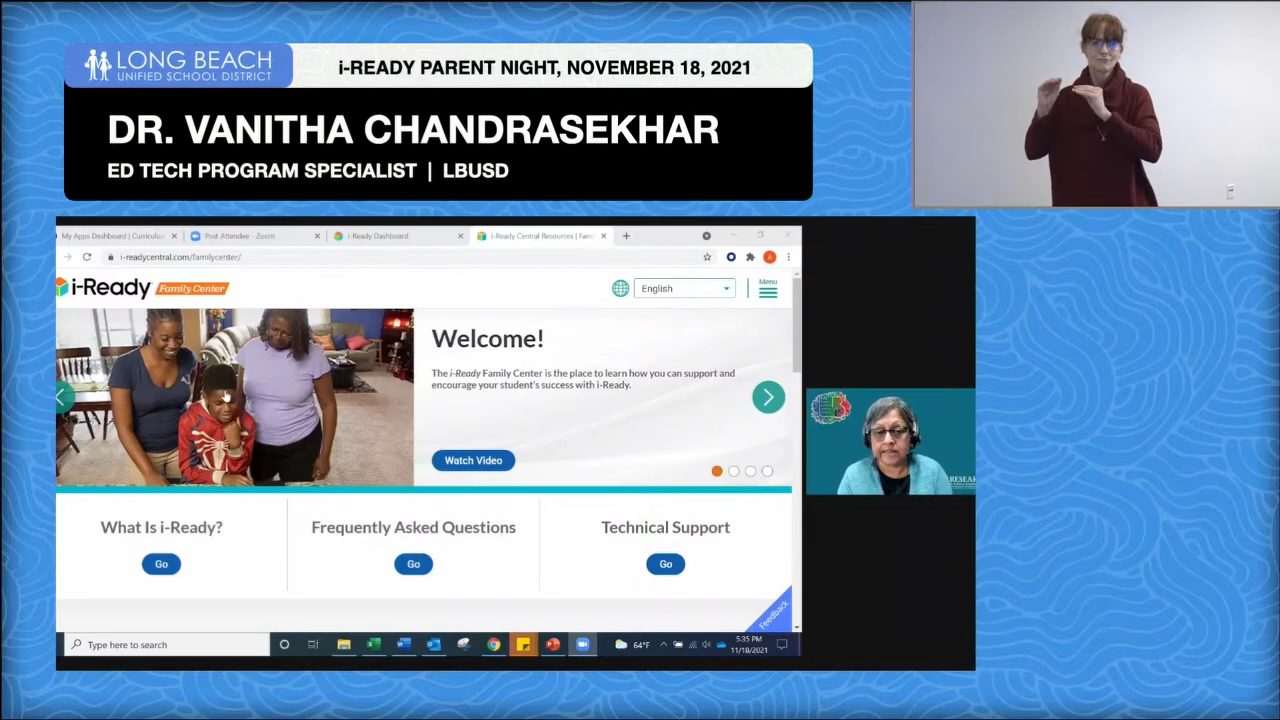 LONG BEACH
UNIFIED SCHOOL DISTRICT
i-READY PARENT NIGHT, NOVEMBER 18, 2021
DR. VANITHA CHANDRASEKHAR
ED TECH PROGRAM SPECIALIST | LBUSD
My Apps Dashboard | Curriculu
Post Attendee - Zoom
i-Ready Dashboard
i-Ready Central Resources | Fam
i-readycentral.com/familycenter/
i-Ready Family Center
English
Menu
Welcome!
The i-Ready Family Center is the place to learn how you can support and
encourage your student's success with i-Ready.
Watch Video
What Is i-Ready?
Frequently Asked Questions
Technical Support
Go
Go
Go
Feedback
RESEAR
Type here to search
64°F
5:35 PM
11/18/2021